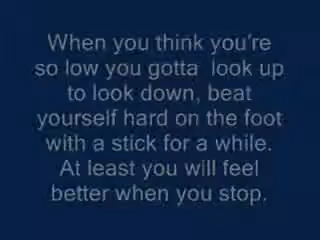 When you think you're
so low you gotta  look up
to look down, beat
yourself hard on the foot
with a stick for a while.
At least you will feel
better when you stop.